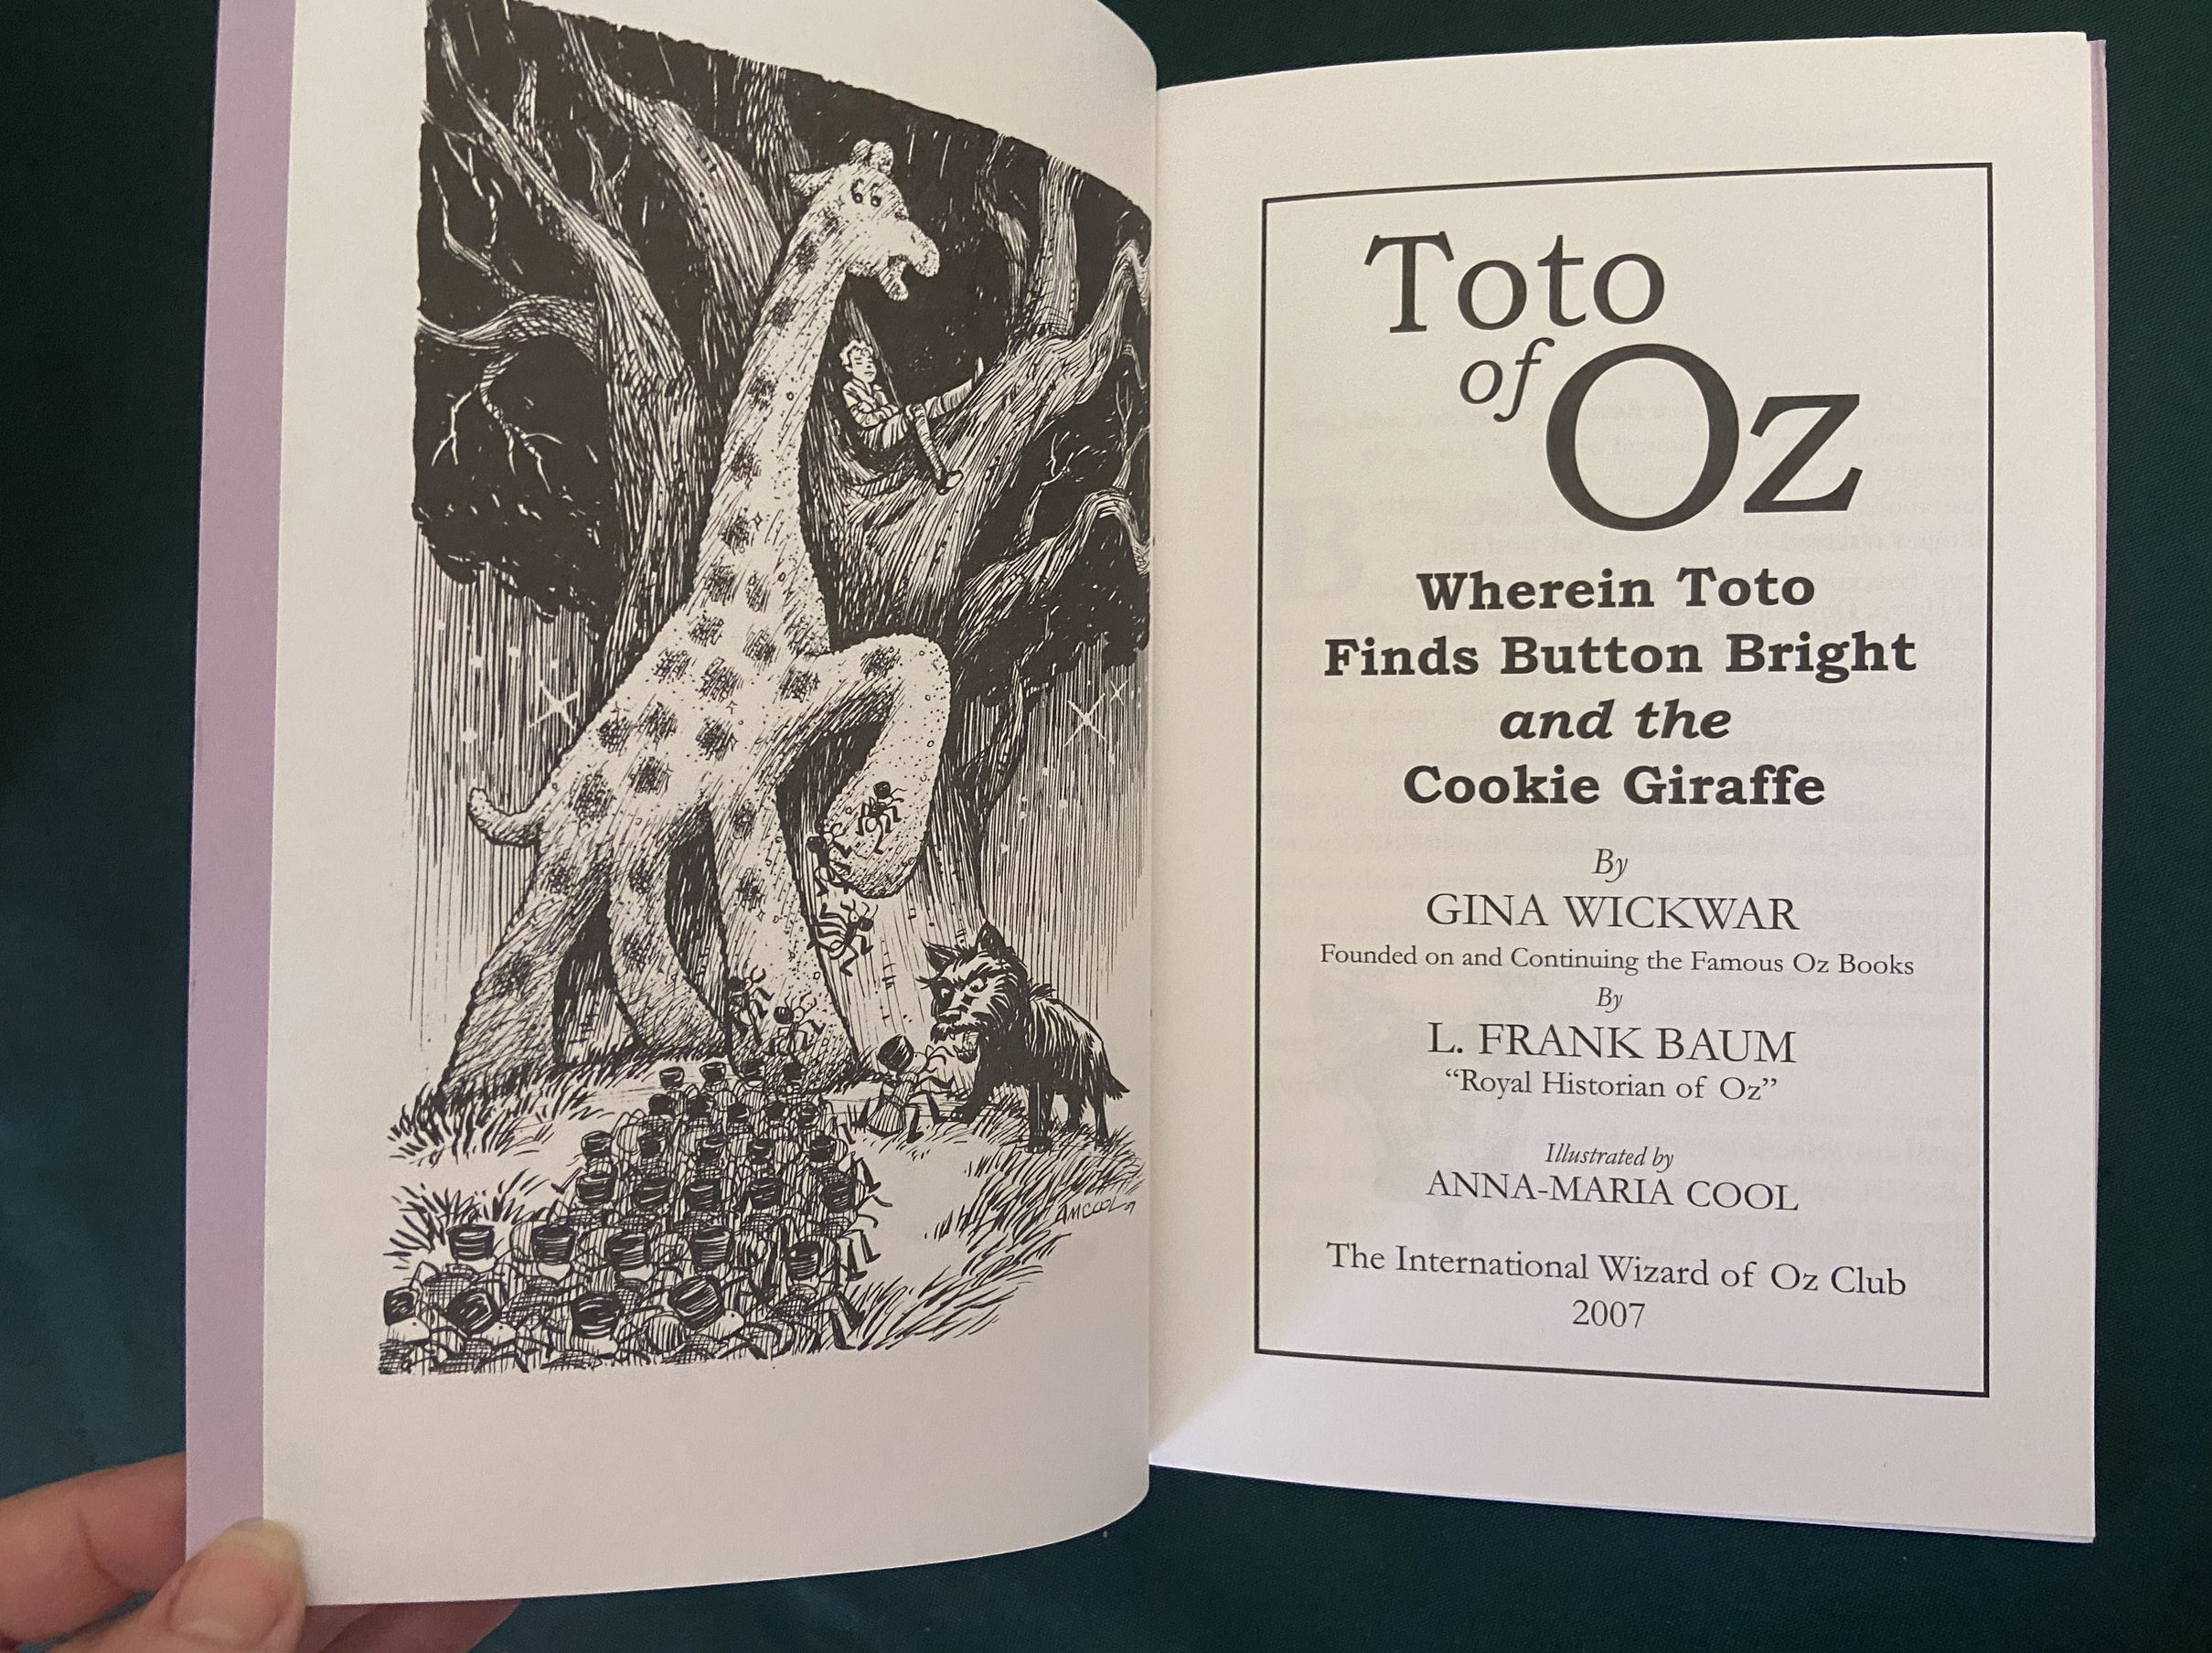 AMCOOL
Toto
of Oz
Wherein Toto
Finds Button Bright
and the
Cookie Giraffe
By
GINA WICKWAR
Founded on and Continuing the Famous Oz Books
By
L. FRANK BAUM
“Royal Historian of Oz”
Illustrated by
ANNA-MARIA COOL
The International Wizard of Oz Club
2007